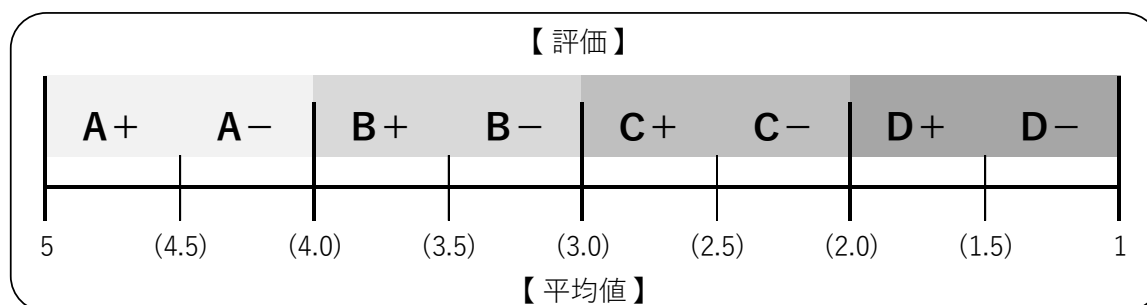 【 評価 】
A＋ A－ B＋ B－ C＋ C－ D＋ D－
5 (4.5) (4.0) (3.5) (3.0) (2.5) (2.0) (1.5) 1
【 平均値 】